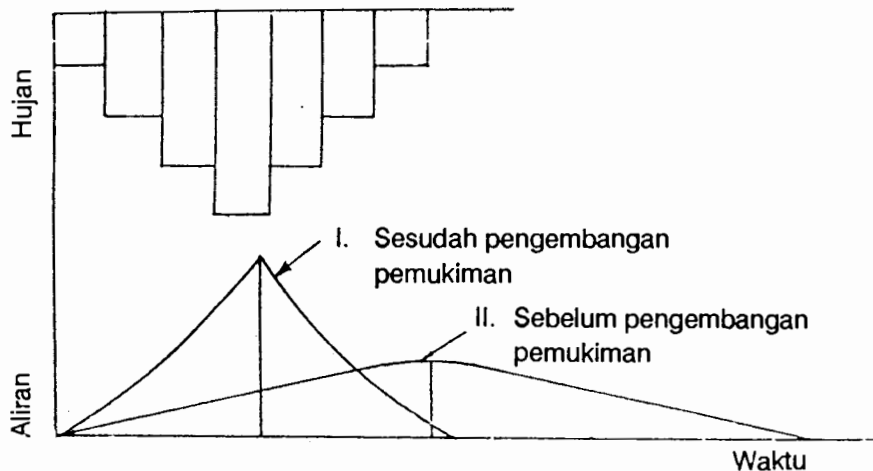 Hujan
I. Sesudah pengembangan
pemukiman
II. Sebelum pengembangan
pemukiman
Aliran
Waktu